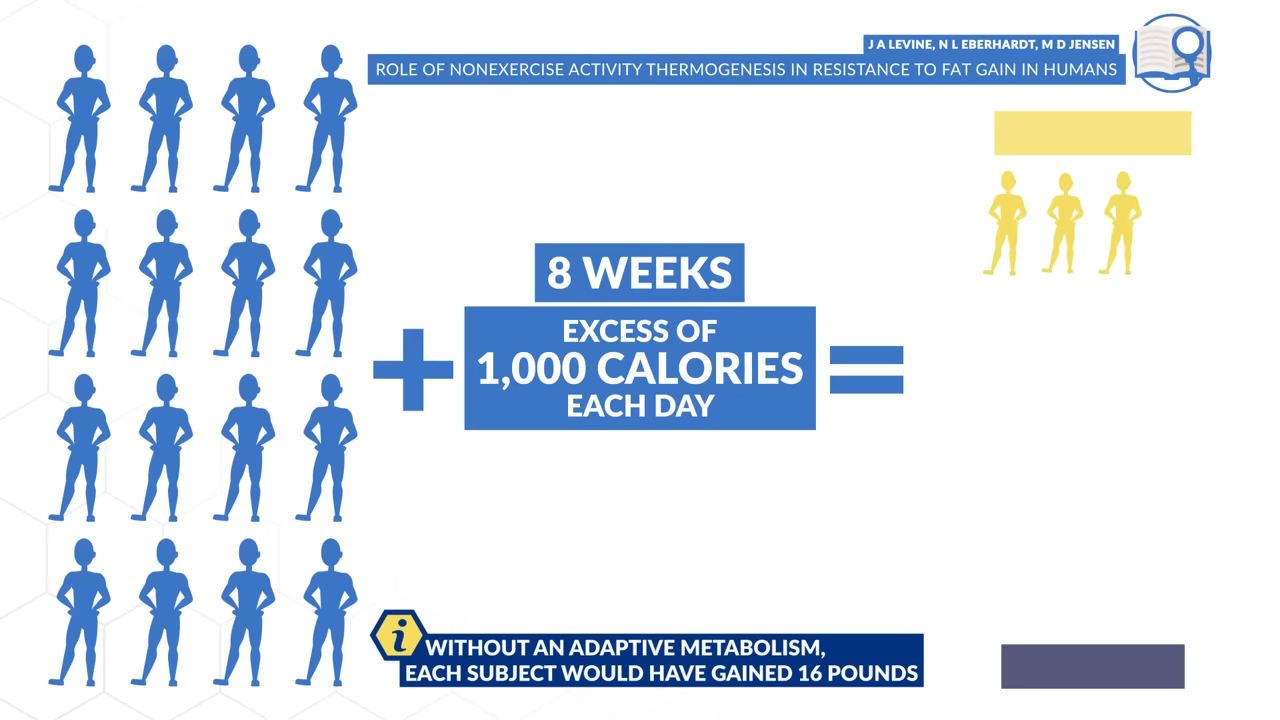 J A LEVINE, N L EBERHARDT, M D JENSEN
ROLE OF NONEXERCISE ACTIVITY THERMOGENESIS IN RESISTANCE TO FAT GAIN IN HUMANS
8 WEEKS
EXCESS OF
1,000 CALORIES
EACH DAY
WITHOUT AN ADAPTIVE METABOLISM,
EACH SUBJECT WOULD HAVE GAINED 16 POUNDS